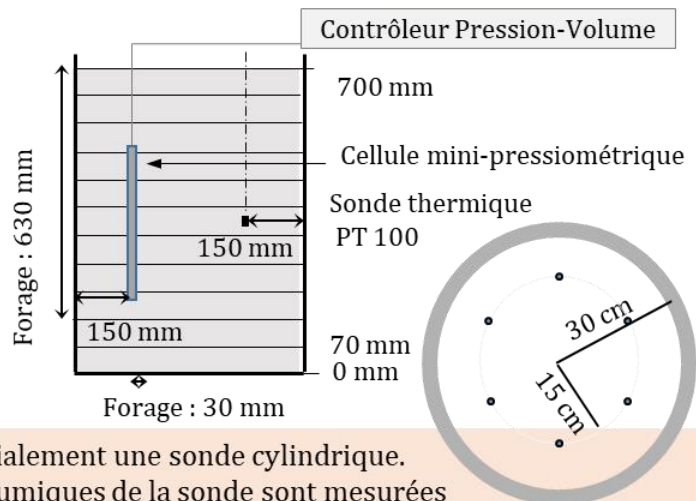 Contrôleur Pression-Volume
700 mm
Cellule mini-pressiométrique
Forage : 630 mm
Sonde thermique
PT 100
150 mm
150 mm
30 cm
15 cm
70 mm
0 mm
Forage : 30 mm
ialement une sonde cylindrique.
umiques de la sonde sont mesurées